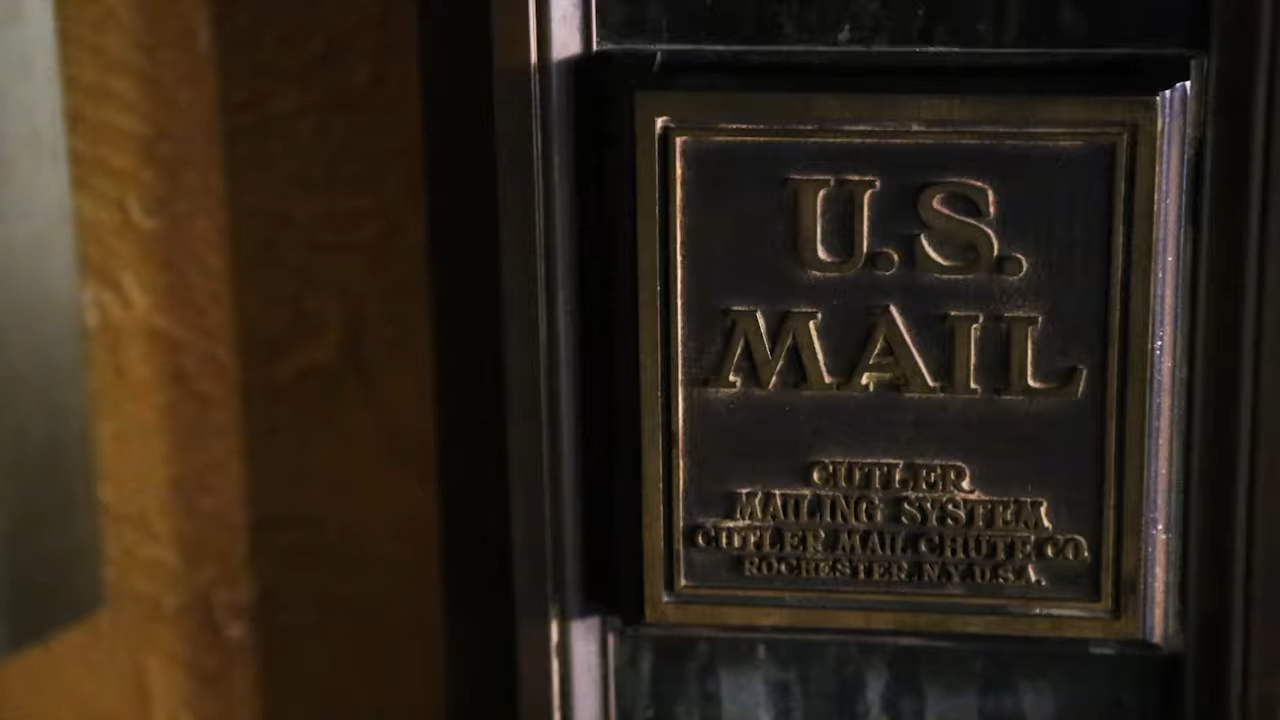 U.S.
MAIL
CUTLER
MAILING SYSTEM
CUTLER MAIL CHUTE CO.
ROCHESTER, N.Y. U.S.A.